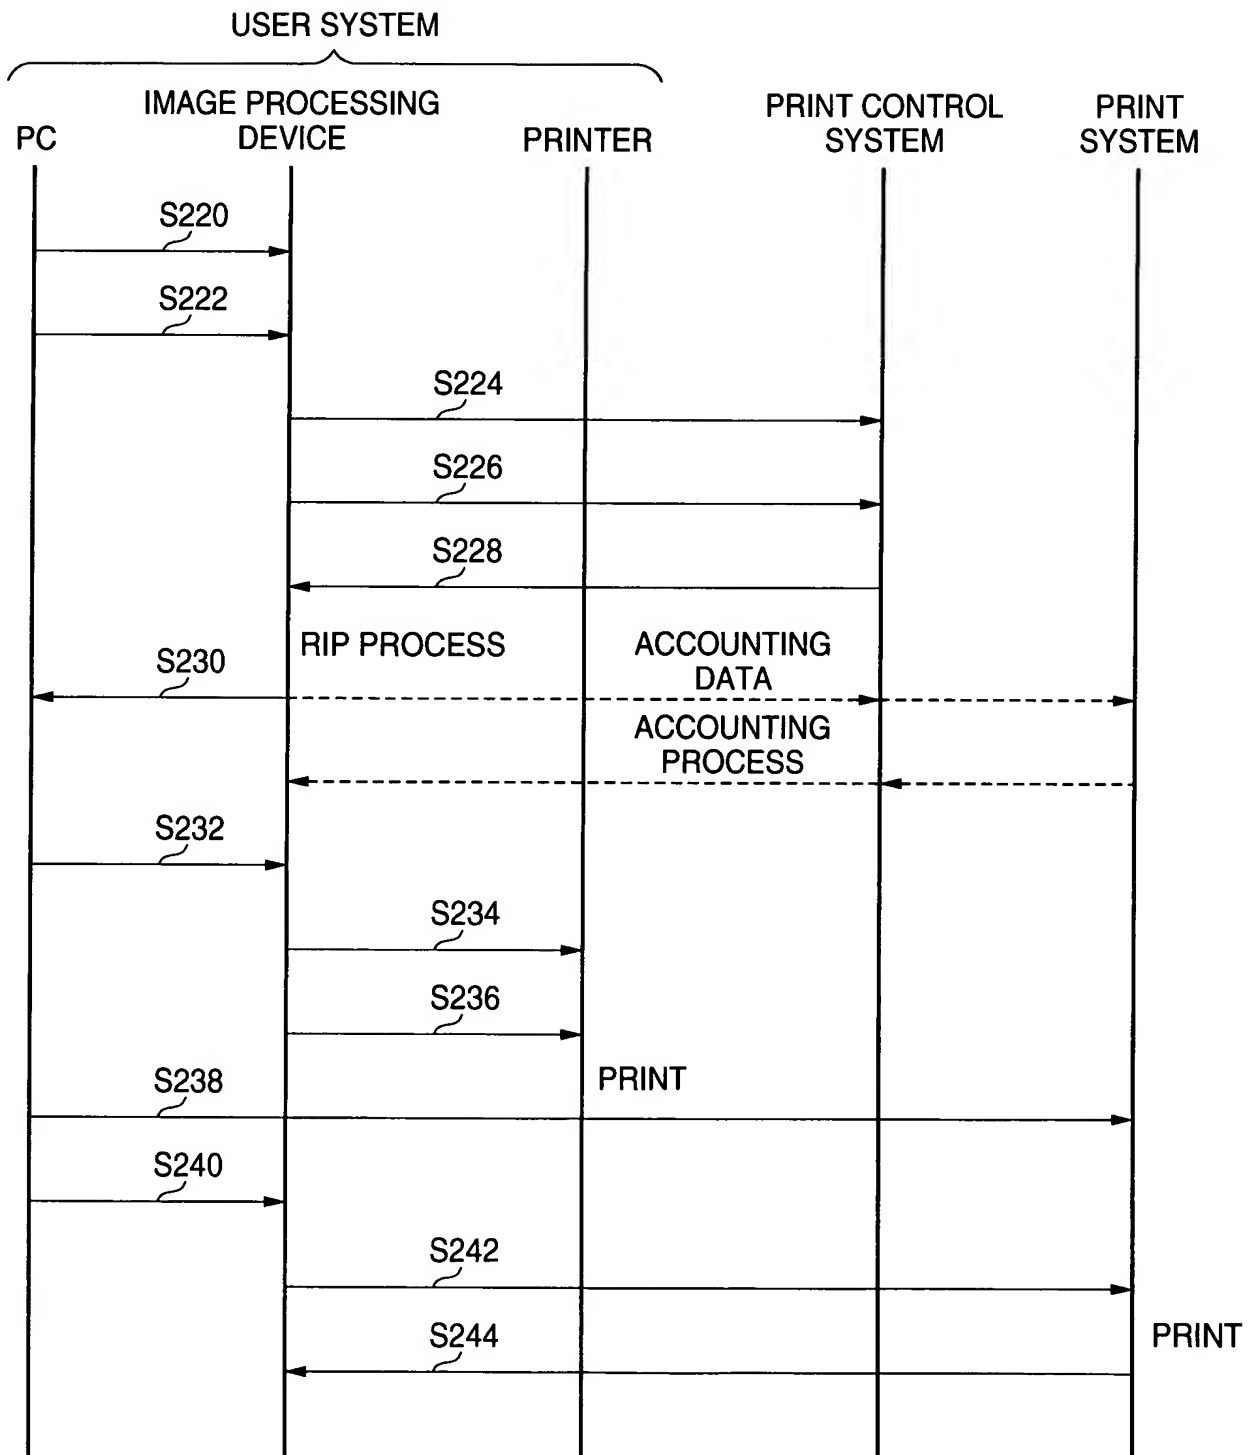 USER SYSTEM
IMAGE PROCESSING
DEVICE
PC
PRINTER
PRINT CONTROL
SYSTEM
PRINT
SYSTEM
S220
S222
S224
S226
S228
RIP PROCESS
ACCOUNTING
DATA
S230
ACCOUNTING
PROCESS
S232
S234
S236
PRINT
S238
S240
S242
PRINT
S244